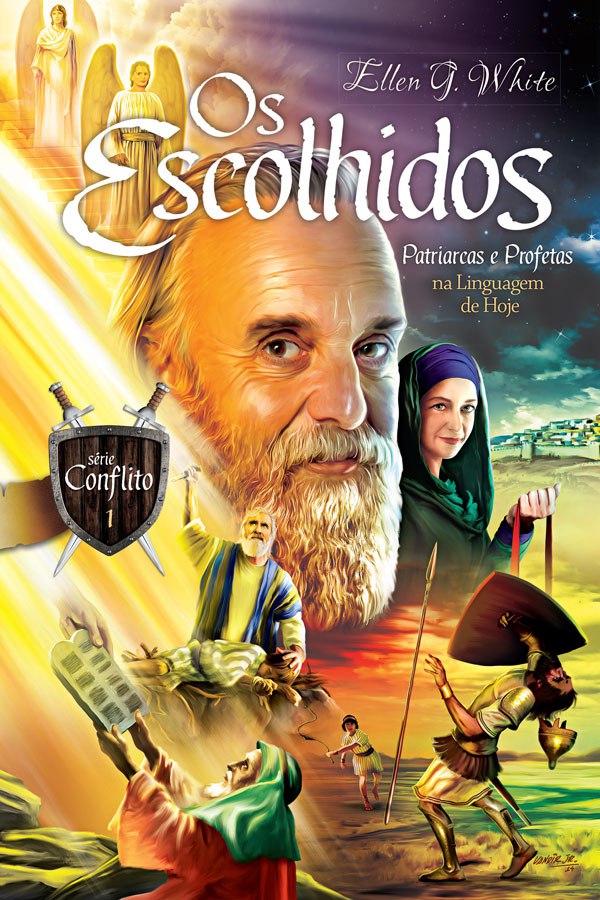 Ellen G. White
Os
Escolhidos
Patriarcas e Profetas
na Linguagem
de Hoje
série
Conflito
1